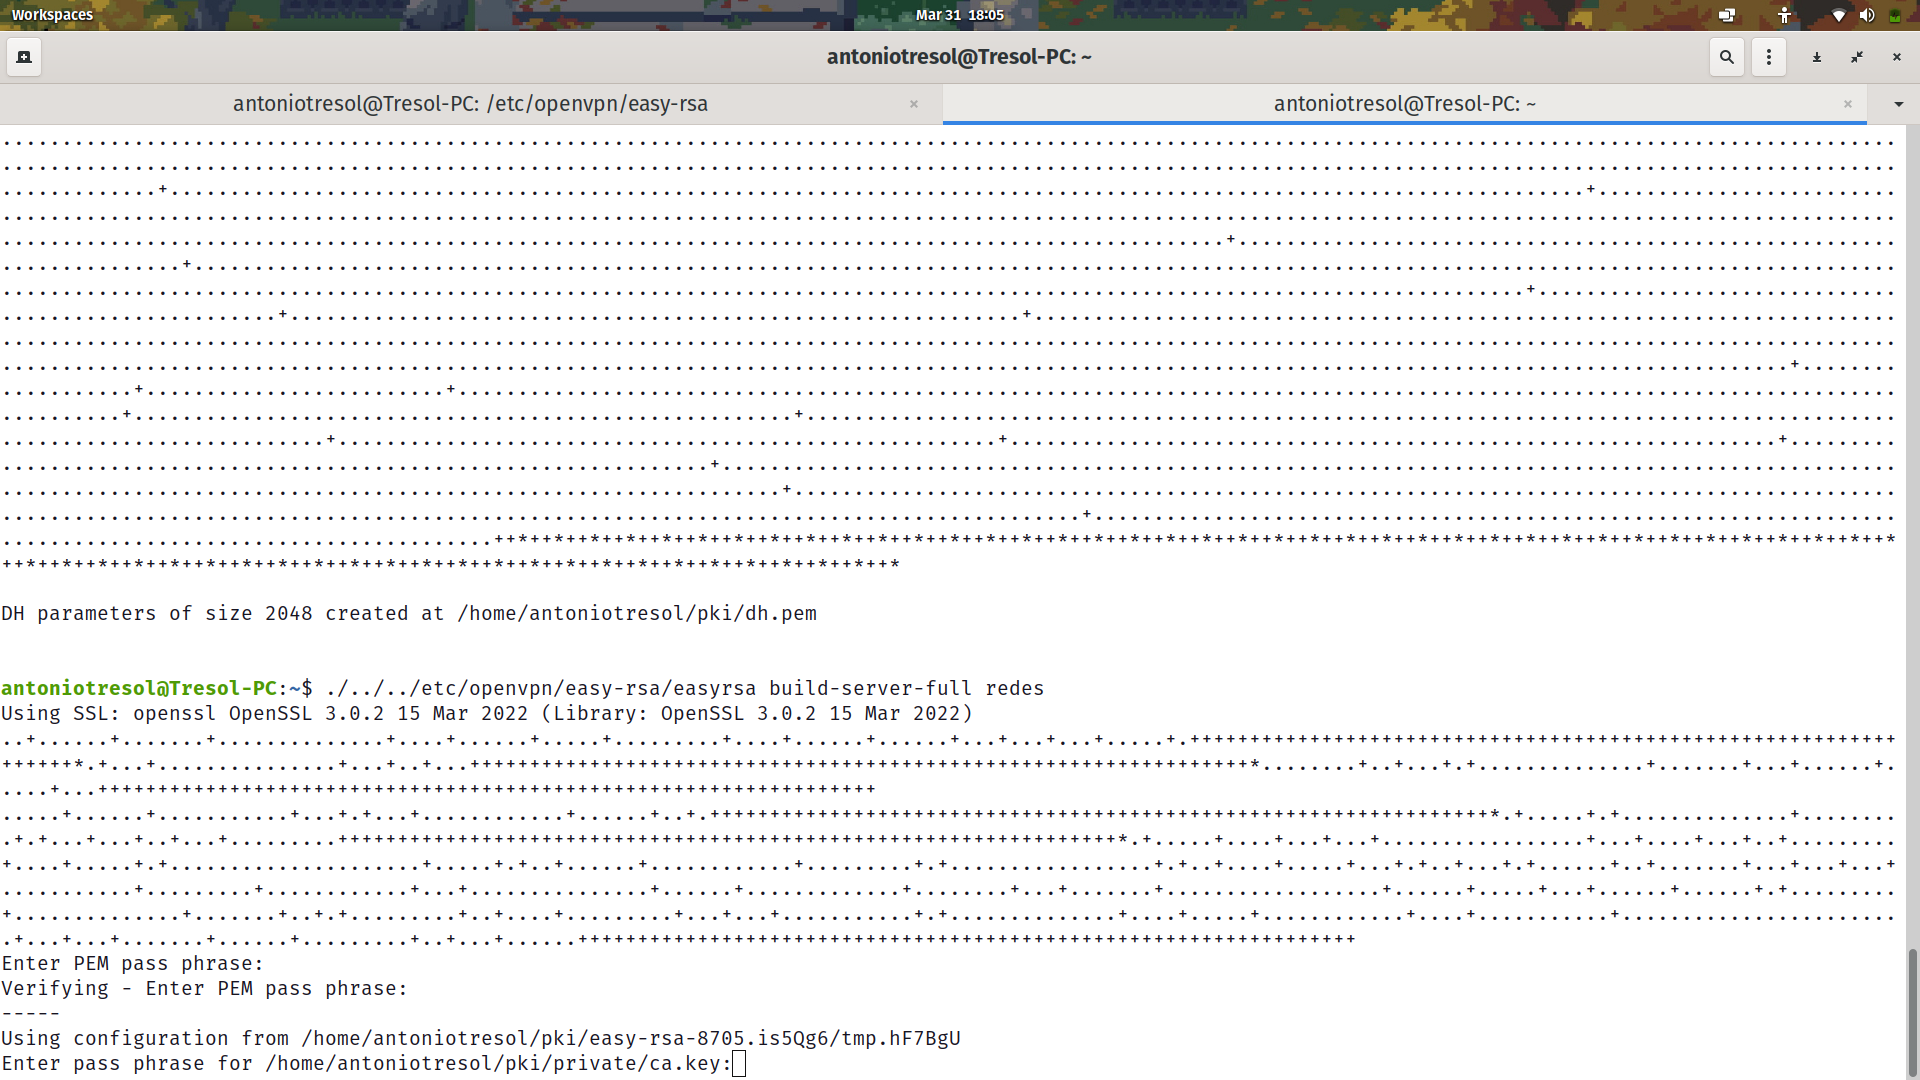 Workspaces
Mar 31 18:05
antoniotresol@Tresol-PC: ~
antoniotresol@Tresol-PC: /etc/openvpn/easy-rsa
antoniotresol@Tresol-PC: ~
DH parameters of size 2048 created at /home/antoniotresol/pki/dh.pem
antoniotresol@Tresol-PC:~$ ./../../etc/openvpn/easy-rsa/easyrsa build-server-full redes
Using SSL: openssl OpenSSL 3.0.2 15 Mar 2022 (Library: OpenSSL 3.0.2 15 Mar 2022)
Enter PEM pass phrase:
Verifying - Enter PEM pass phrase:
-----
Using configuration from /home/antoniotresol/pki/easy-rsa-8705.is5Qg6/tmp.hF7BgU
Enter pass phrase for /home/antoniotresol/pki/private/ca.key: